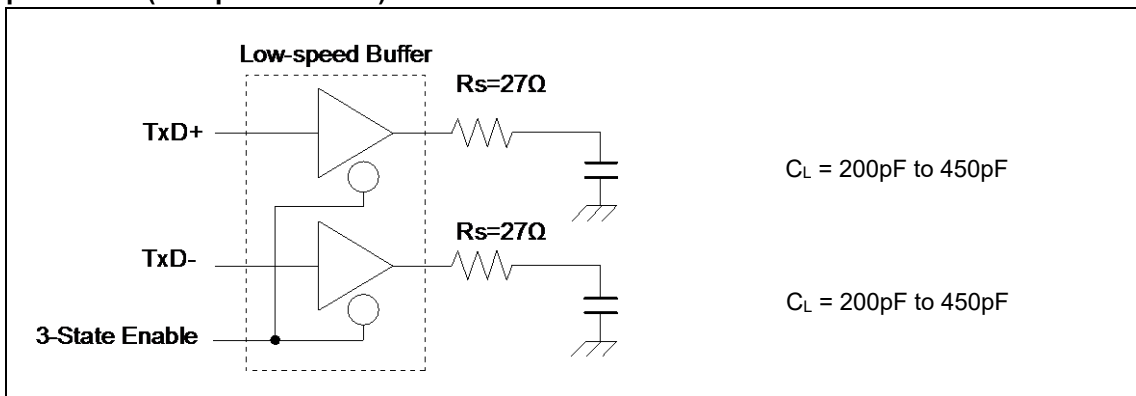 Low-speed Buffer
Rs=27Ω
TxD+
CL = 200pF to 450pF
Rs=27Ω
TxD-
CL = 200pF to 450pF
3-State Enable